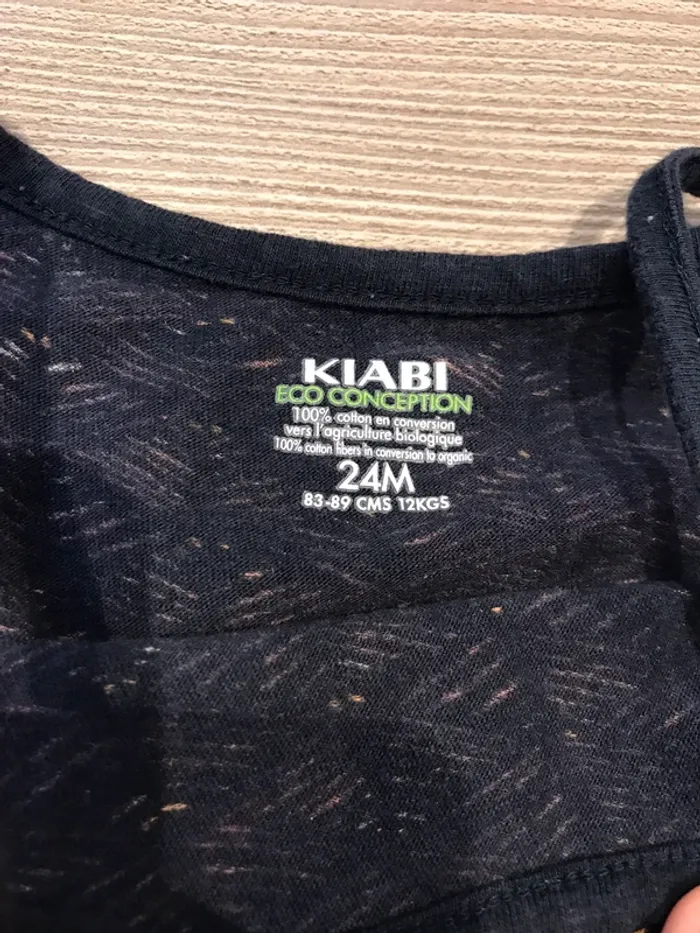 KIABI
ECO CONCEPTION
100% cotton en conversion
vers l'agriculture biologique
100% cotton fibers in conversion to organic
24M
83-89 CMS 12KGS